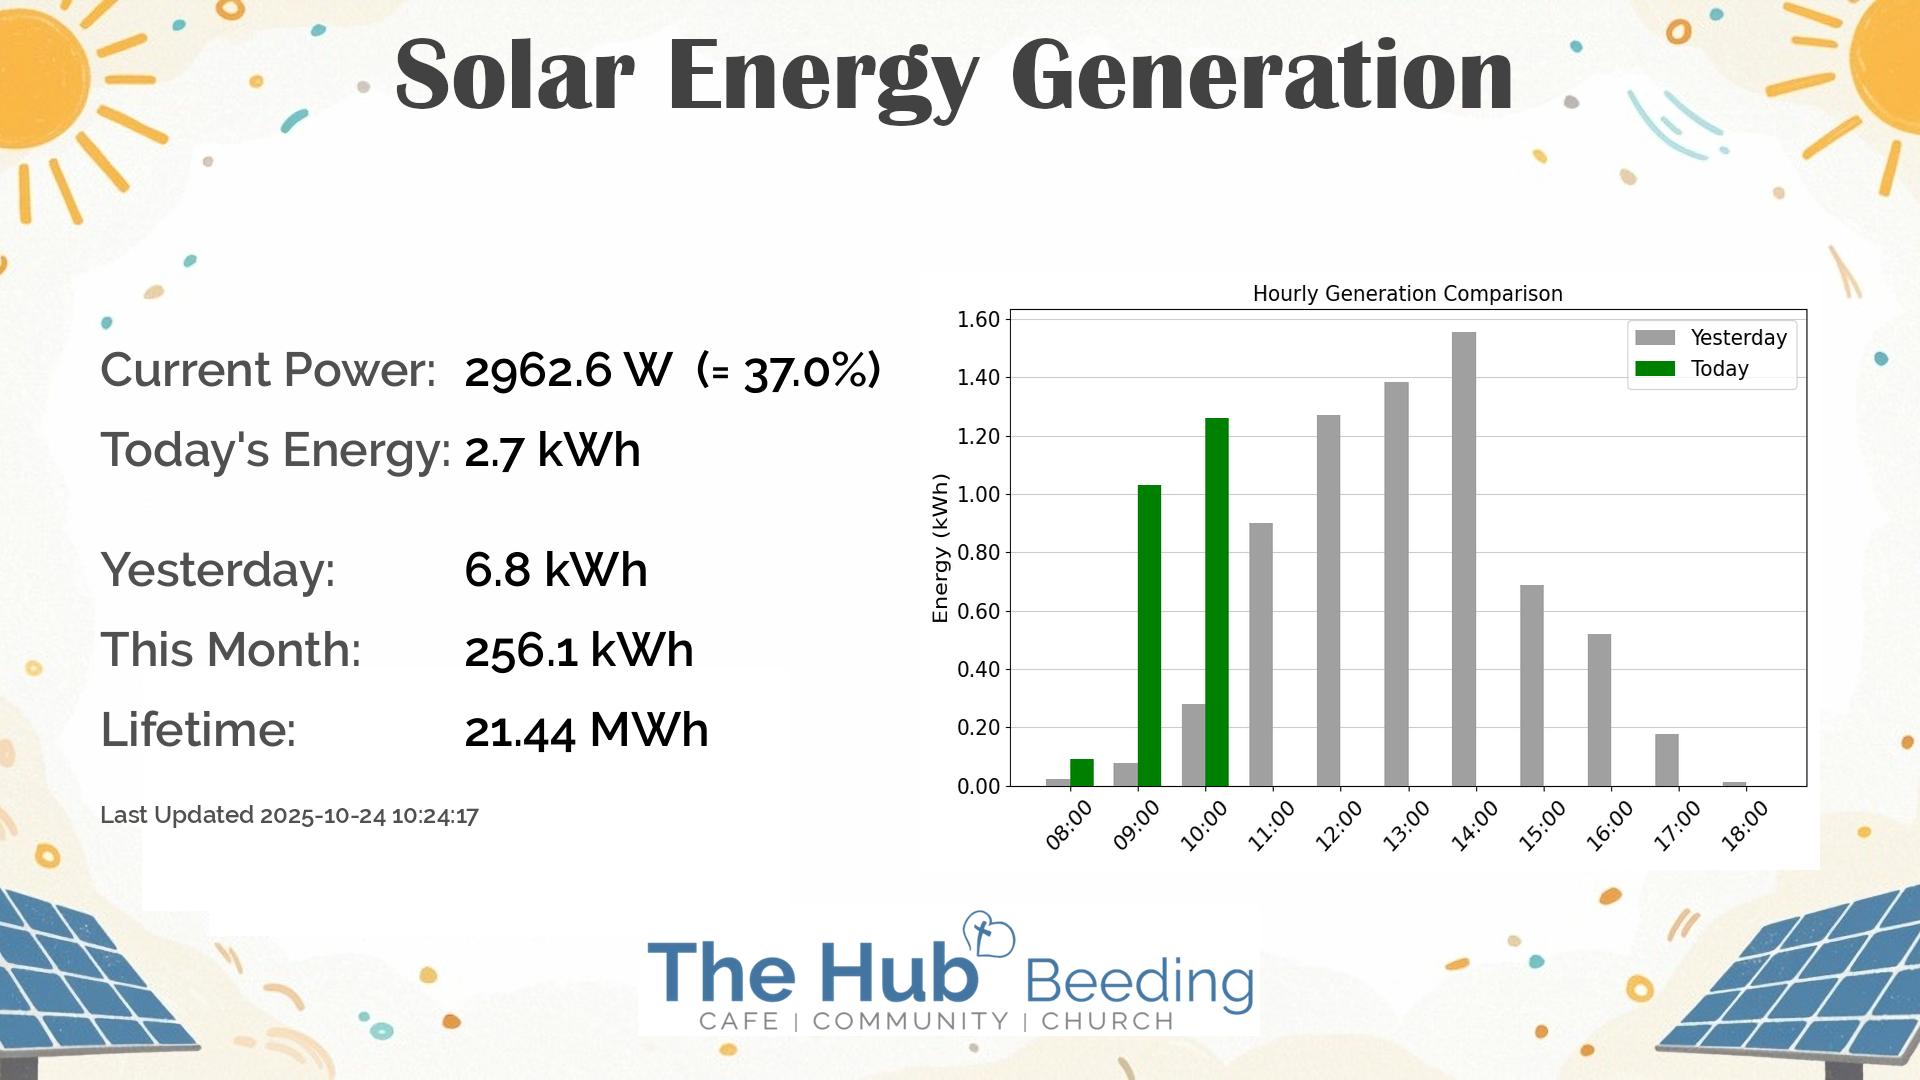 Solar Energy Generation
Current Power: 2962.6 W (= 37.0%)
Today's Energy: 2.7 kWh
Yesterday: 6.8 kWh
This Month: 256.1 kWh
Lifetime: 21.44 MWh
Last Updated 2025-10-24 10:24:17
Hourly Generation Comparison
Yesterday
Today
Energy (kWh)
1.60
1.40
1.20
1.00
0.80
0.60
0.40
0.20
0.00
08:00 09:00 10:00 11:00 12:00 13:00 14:00 15:00 16:00 17:00 18:00
The Hub Beeding
CAFE | COMMUNITY | CHURCH